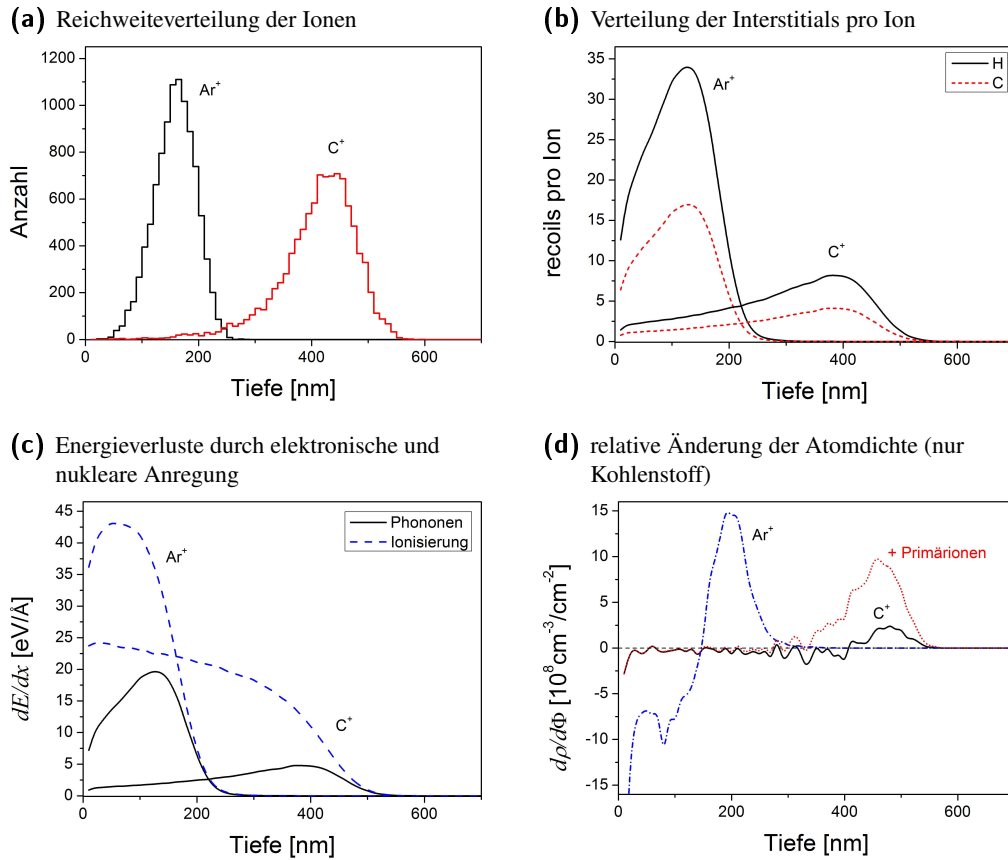 (a) Reichweiteverteilung der Ionen
1200
1000
800
600
400
200
0
Anzahl
Ar+
C+
0
200
400
600
Tiefe [nm]
(b) Verteilung der Interstitials pro Ion
35
30
25
20
15
10
5
0
recoils pro Ion
H
C
Ar+
C+
0
200
400
600
Tiefe [nm]
(c) Energieverluste durch elektronische und
nukleare Anregung
45
40
35
30
25
20
15
10
5
0
dE/dx [eV/Å]
Phononen
Ionisierung
Ar+
C+
0
200
400
600
Tiefe [nm]
(d) relative Änderung der Atomdichte (nur
Kohlenstoff)
15
10
5
0
-5
-10
-15
dρ/dΦ [10⁸cm⁻³/cm⁻²]
Ar+
+ Primärionen
C+
0
200
400
600
Tiefe [nm]